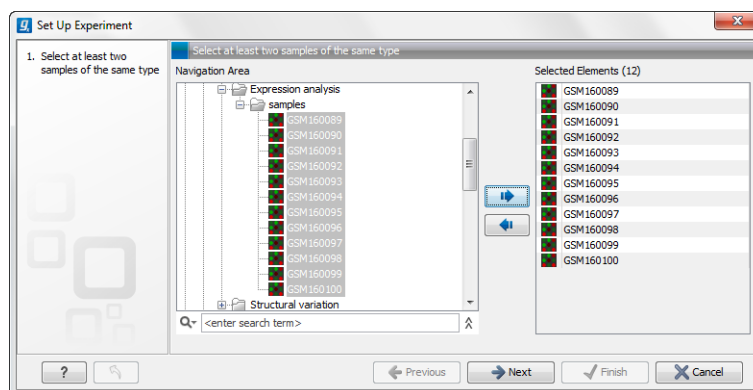 Set Up Experiment
1. Select at least two
samples of the same type
Select at least two samples of the same type
Navigation Area
Expression analysis
samples
GSM160089
GSM160090
GSM160091
GSM160092
GSM160093
GSM160094
GSM160095
GSM160096
GSM160097
GSM160098
GSM160099
GSM160100
Structural variation
<enter search term>
Selected Elements (12)
GSM160089
GSM160090
GSM160091
GSM160092
GSM160093
GSM160094
GSM160095
GSM160096
GSM160097
GSM160098
GSM160099
GSM160100
? Previous Next Finish Cancel